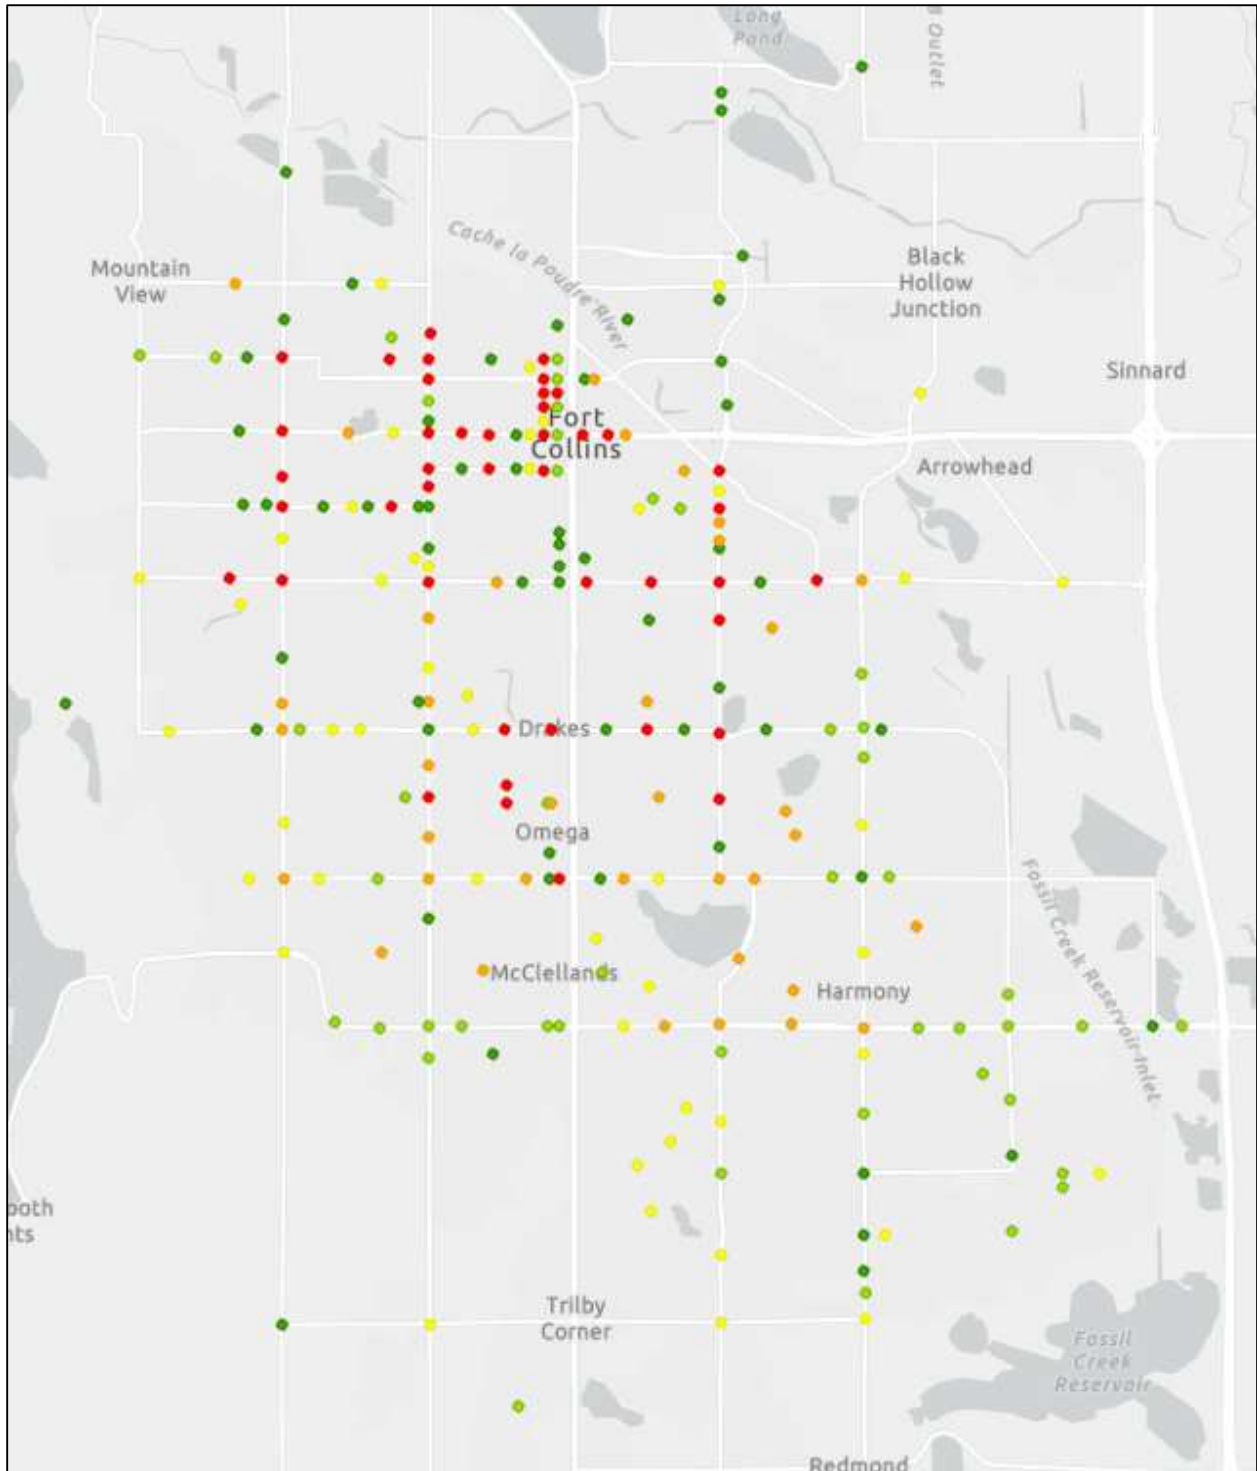 Long
Pond
Outlet
Cache la Poudre River
Mountain
View
Black
Hollow
Junction
Sinnard
Fort
Collins
Arrowhead
Drakes
Omega
Fossil Creek Reservoir Inlet
McClellands
Harmony
Trilby
Corner
Fossil
Creek
Reservoir
Redmond